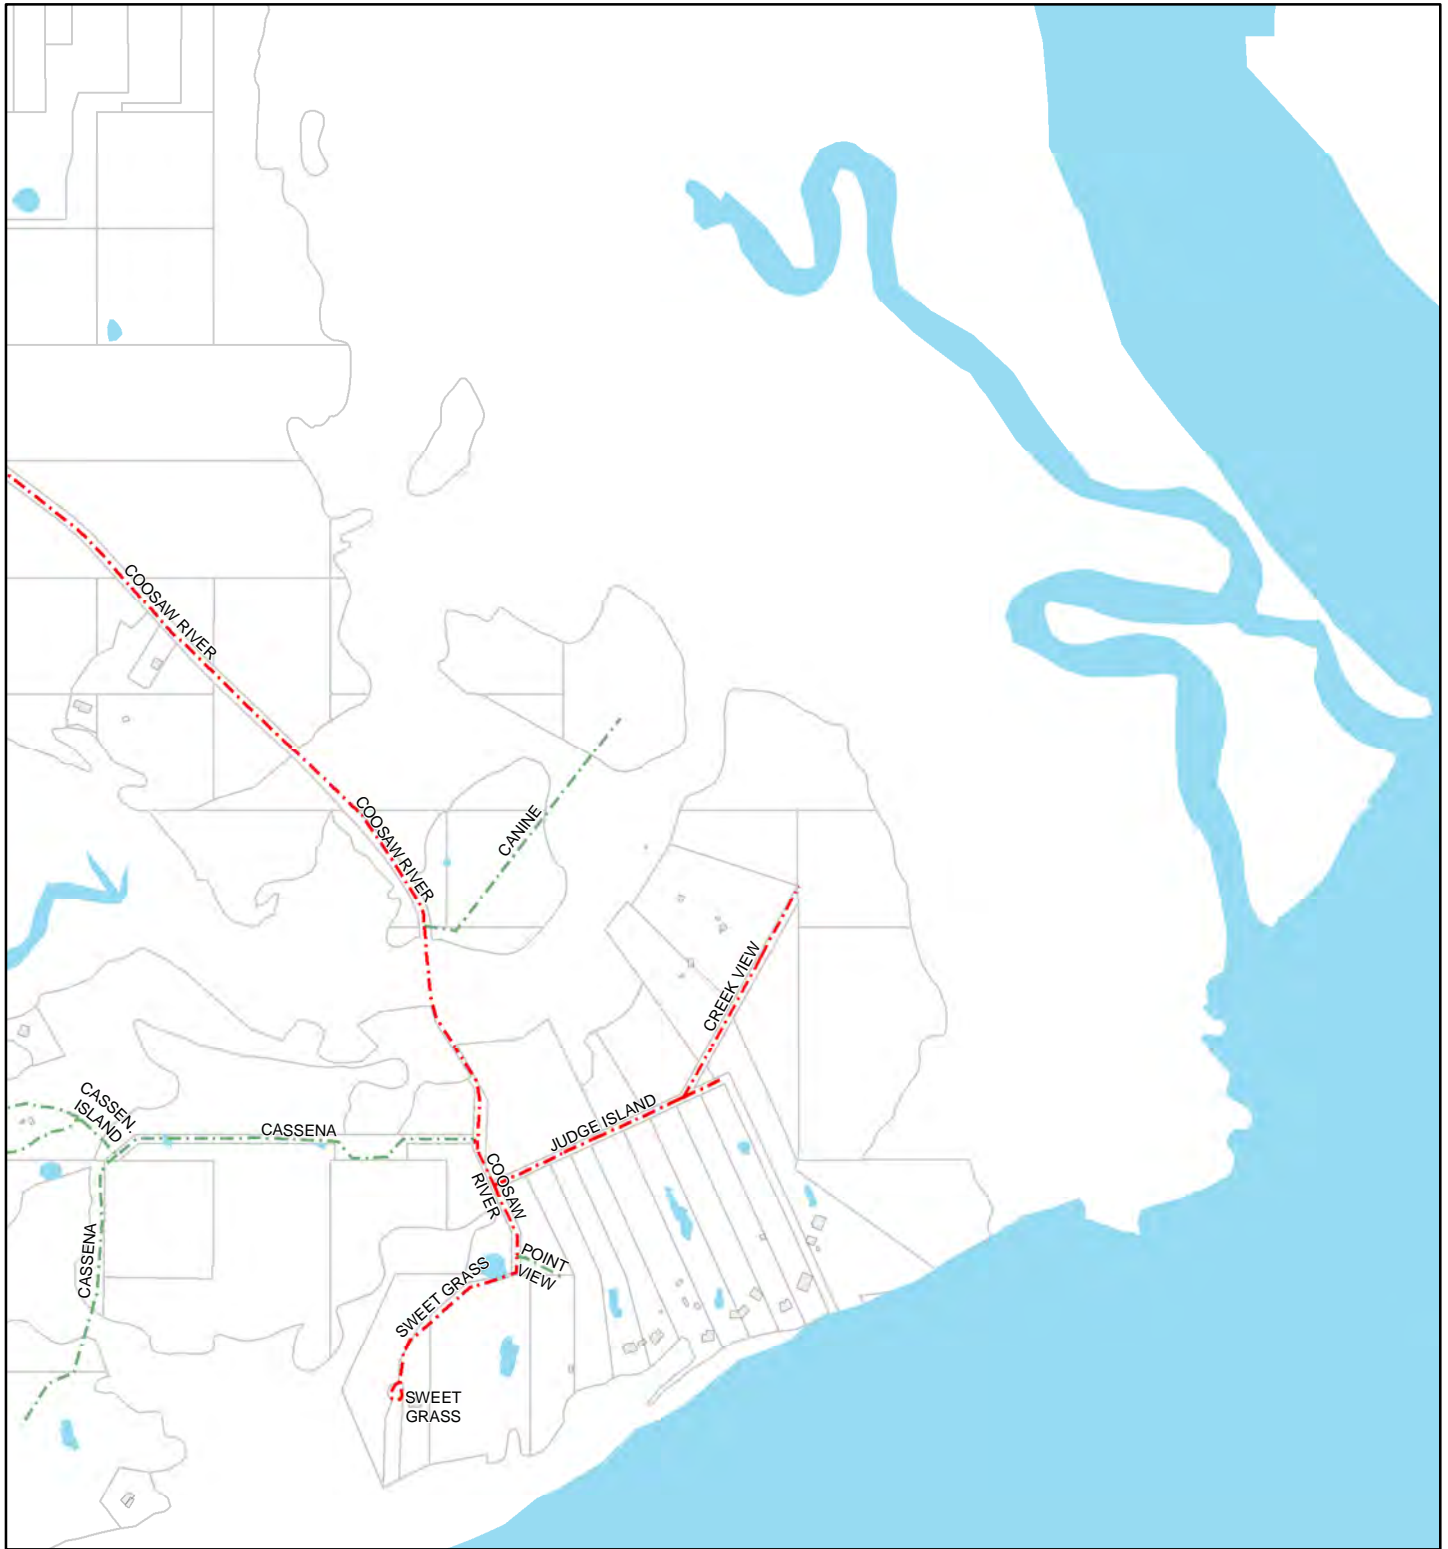 COOSAW RIVER
COOSAW RIVER
CANINE
CREEK VIEW
CASSEN.
ISLAND
CASSENA
JUDGE ISLAND
COOSAW
RIVER
CASSENA
POINT
VIEW
SWEET GRASS
SWEET
GRASS